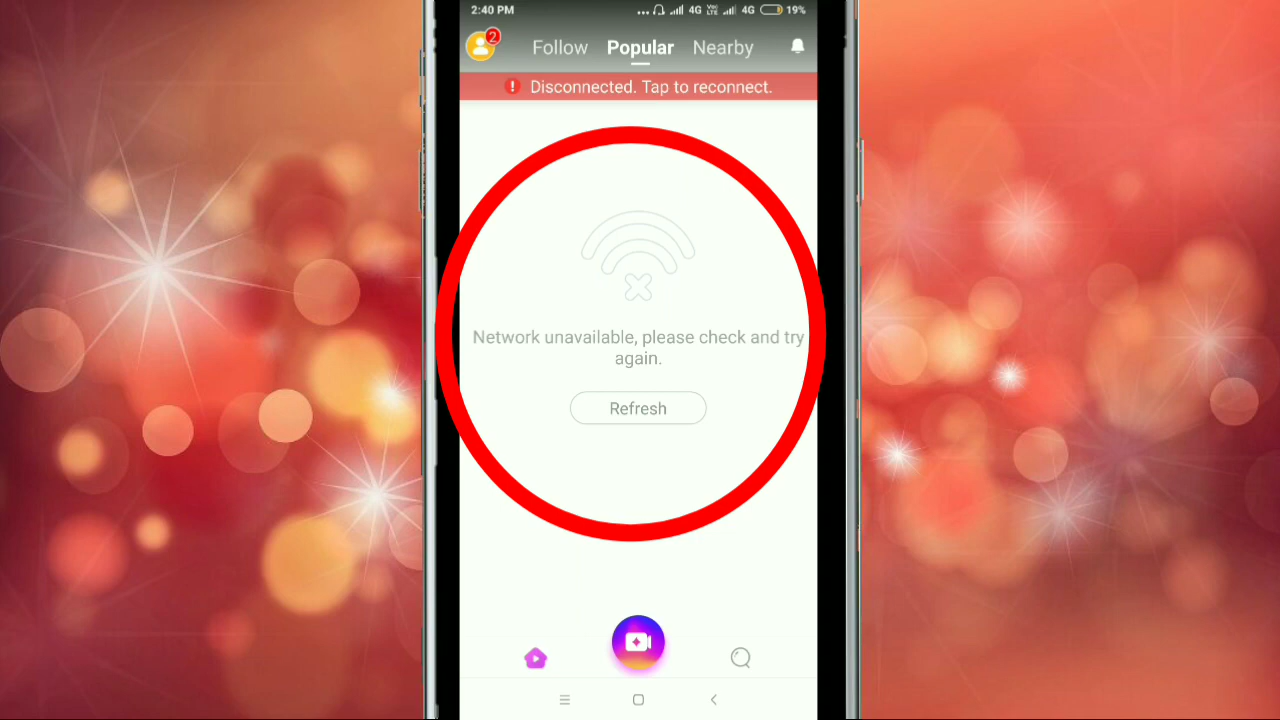 2:40 PM ... 4G VoLTE 4G 19%
2
Follow Popular Nearby
! Disconnected. Tap to reconnect.
Network unavailable, please check and try
again.
Refresh